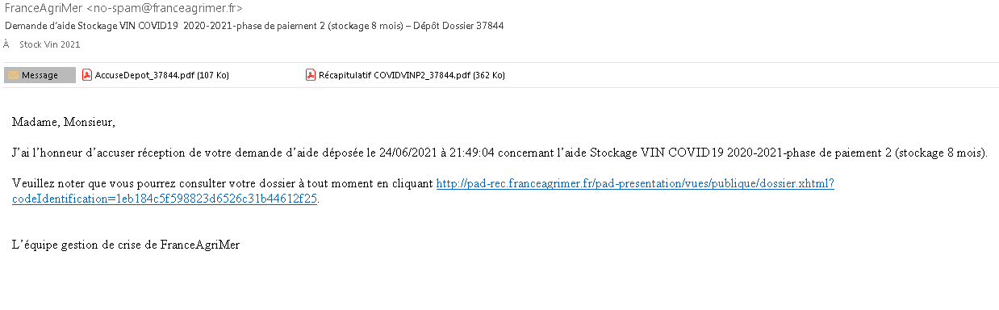 FranceAgriMer <no-spam@franceagrimer.fr>
Demande d'aide Stockage VIN COVID19 2020-2021-phase de paiement 2 (stockage 8 mois) – Dépôt Dossier 37844
À Stock Vin 2021
Message AccuseDepot_37844.pdf (107 Ko) Récapitulatif COVIDVINP2_37844.pdf (362 Ko)
Madame, Monsieur,
J'ai l'honneur d'accuser réception de votre demande d'aide déposée le 24/06/2021 à 21:49:04 concernant l'aide Stockage VIN COVID19 2020-2021-phase de paiement 2 (stockage 8 mois).
Veuillez noter que vous pourrez consulter votre dossier à tout moment en cliquant http://pad-rec.franceagrimer.fr/pad-presentation/vues/publique/dossier.xhtml?
codeIdentification=1eb184c5f598823d6526c31b44612f25.
L'équipe gestion de crise de FranceAgriMer